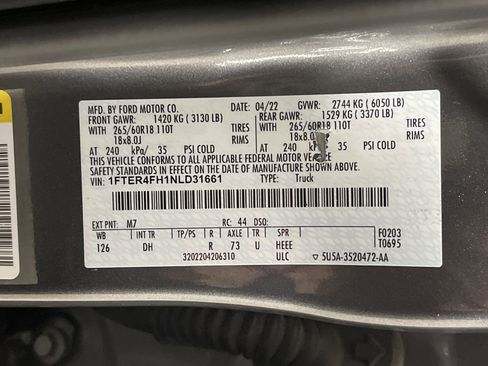 MFD. BY FORD MOTOR CO.
DATE: 04/22 GVWR: 2744 KG (6050 LB)
FRONT GAWR: 1420 KG (3130 LB) REAR GAWR: 1529 KG (3370 LB)
WITH 265/60R18 110T TIRES WITH 265/60R18 110T TIRES
18x8.0J RIMS 18x8.0J RIMS
AT 240 kPa/ 35 PSI COLD AT 240 kPa/ 35 PSI COLD
THIS VEHICLE CONFORMS TO ALL APPLICABLE FEDERAL MOTOR VEHICLE
SAFETY STANDARDS IN EFFECT ON THE DATE OF MANUFACTURE SHOWN ABOVE.
VIN: 1FTER4FH1NLD31661 TYPE: Truck
EXT PNT: M7 RC: 44 DSO:
WB INT TR TP/PS R AXLE TR SPR F0203
126 DH R 73 U HEEE T0695
3202204206310 ULC 5U5A-3520472-AA